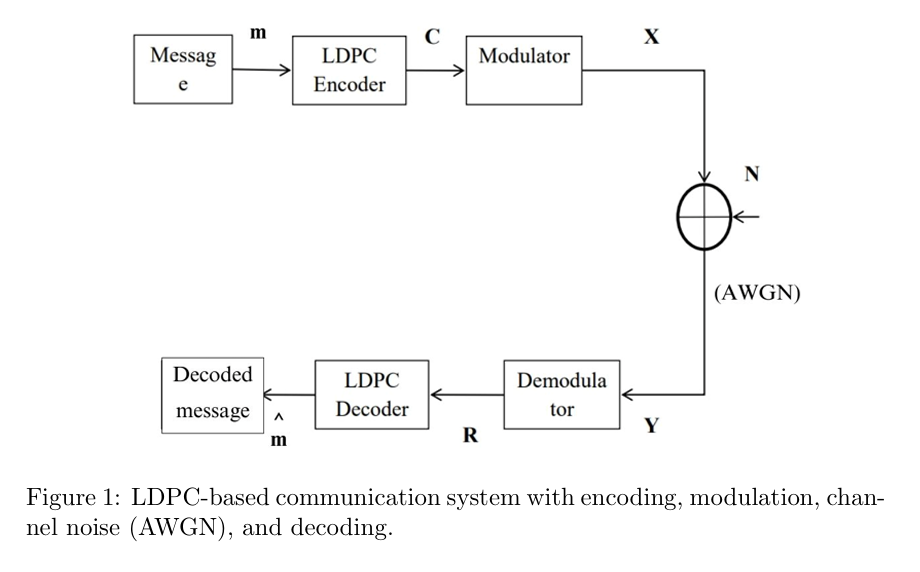 m
C
X
Messag
e
LDPC
Encoder
Modulator
N
(AWGN)
Decoded
message
LDPC
Decoder
Demodula
tor
^
m
R
Y
Figure 1: LDPC-based communication system with encoding, modulation, chan-
nel noise (AWGN), and decoding.